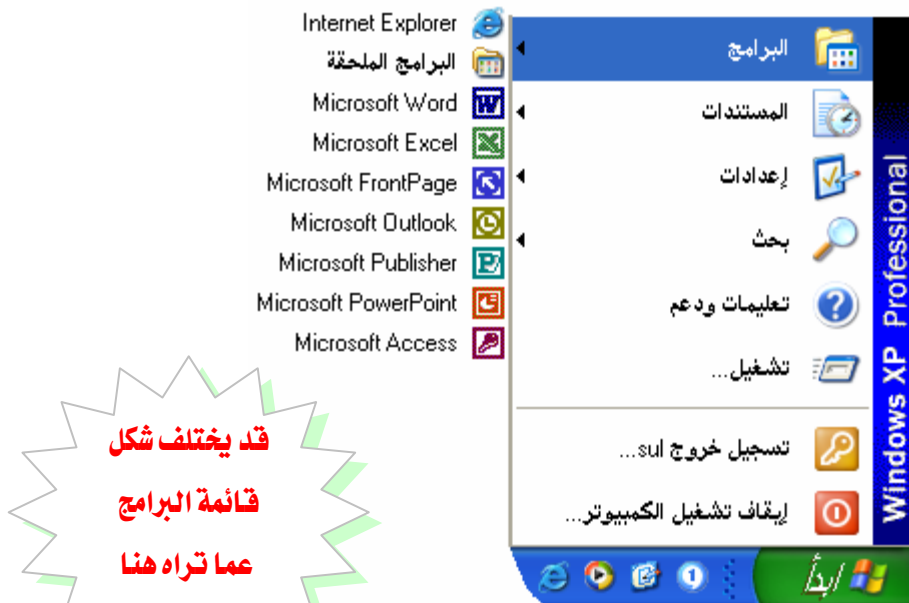 البرامج
المستندات
إعدادات
بحث
تعليمات ودعم
تشغيل...
تسجيل خروج sul...
إيقاف تشغيل الكمبيوتر...
Windows XP Professional
ابدأ
Internet Explorer
البرامج الملحقة
Microsoft Word
Microsoft Excel
Microsoft FrontPage
Microsoft Outlook
Microsoft Publisher
Microsoft PowerPoint
Microsoft Access
قد يختلف شكل
قائمة البرامج
عما تراه هنا